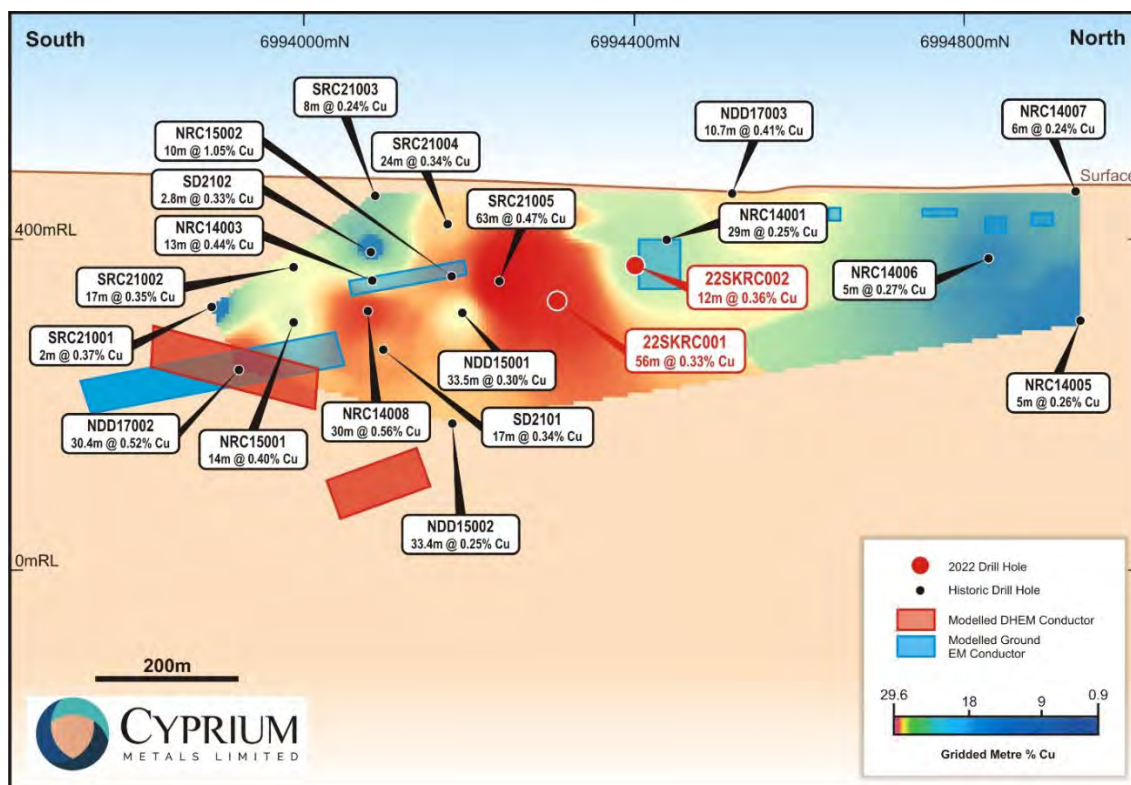 South
6994000mN
6994400mN
6994800mN
North
SRC21003
8m @ 0.24% Cu
NRC15002
10m @ 1.05% Cu
SRC21004
24m @ 0.34% Cu
NDD17003
10.7m @ 0.41% Cu
NRC14007
6m @ 0.24% Cu
SD2102
2.8m @ 0.33% Cu
Surface
SRC21005
63m @ 0.47% Cu
NRC14003
13m @ 0.44% Cu
NRC14001
29m @ 0.25% Cu
400mRL
SRC21002
17m @ 0.35% Cu
22SKRC002
12m @ 0.36% Cu
NRC14006
5m @ 0.27% Cu
SRC21001
2m @ 0.37% Cu
22SKRC001
56m @ 0.33% Cu
NDD15001
33.5m @ 0.30% Cu
NRC14005
5m @ 0.26% Cu
NDD17002
30.4m @ 0.52% Cu
NRC14008
30m @ 0.56% Cu
SD2101
17m @ 0.34% Cu
NRC15001
14m @ 0.40% Cu
NDD15002
33.4m @ 0.25% Cu
0mRL
2022 Drill Hole
Historic Drill Hole
Modelled DHEM Conductor
Modelled Ground
EM Conductor
29.6 18 9 0.9
Gridded Metre % Cu
200m
CYPRIUM
METALS LIMITED